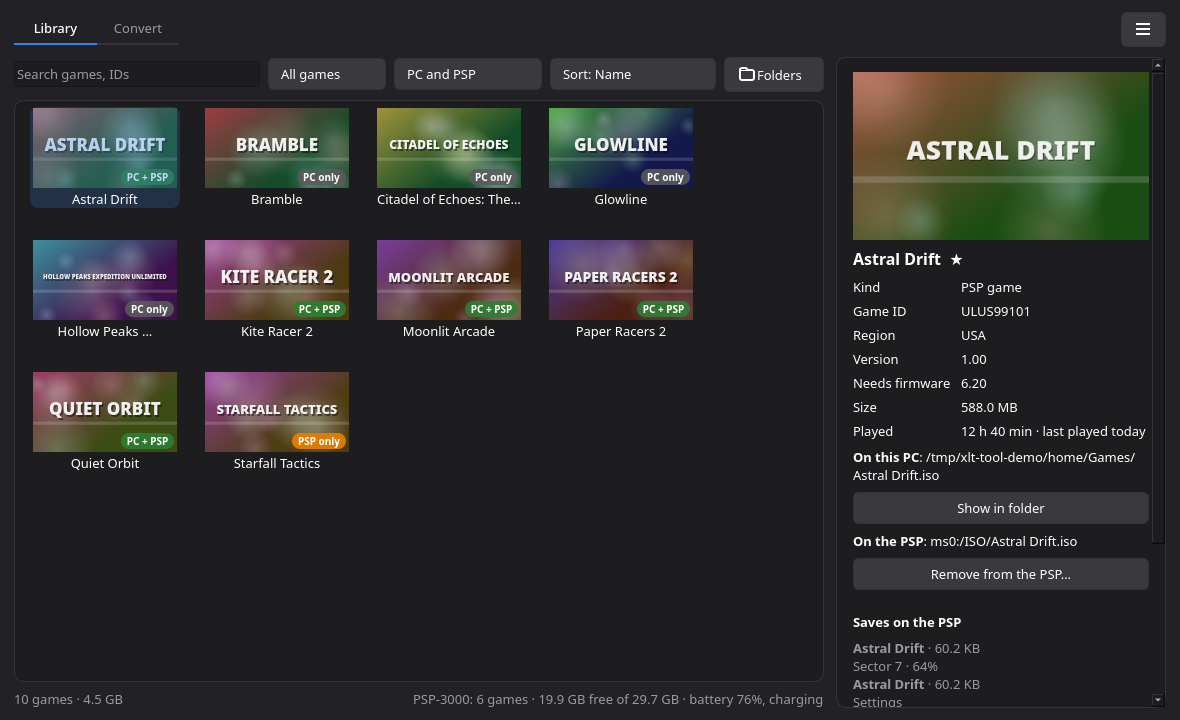 Library
Convert
Search games, IDs
All games
PC and PSP
Sort: Name
Folders
ASTRAL DRIFT
PC + PSP
Astral Drift
BRAMBLE
PC only
Bramble
CITADEL OF ECHOES
PC only
Citadel of Echoes: The...
GLOWLINE
PC only
Glowline
HOLLOW PEAKS EXPEDITION UNLIMITED
PC only
Hollow Peaks ...
KITE RACER 2
PC + PSP
Kite Racer 2
MOONLIT ARCADE
PC + PSP
Moonlit Arcade
PAPER RACERS 2
PC + PSP
Paper Racers 2
QUIET ORBIT
PC + PSP
Quiet Orbit
STARFALL TACTICS
PSP only
Starfall Tactics
10 games · 4.5 GB
PSP-3000: 6 games · 19.9 GB free of 29.7 GB · battery 76%, charging
ASTRAL DRIFT
Astral Drift ★
Kind PSP game
Game ID ULUS99101
Region USA
Version 1.00
Needs firmware 6.20
Size 588.0 MB
Played 12 h 40 min · last played today
On this PC: /tmp/xlt-tool-demo/home/Games/
Astral Drift.iso
Show in folder
On the PSP: ms0:/ISO/Astral Drift.iso
Remove from the PSP...
Saves on the PSP
Astral Drift · 60.2 KB
Sector 7 · 64%
Astral Drift · 60.2 KB
Settings